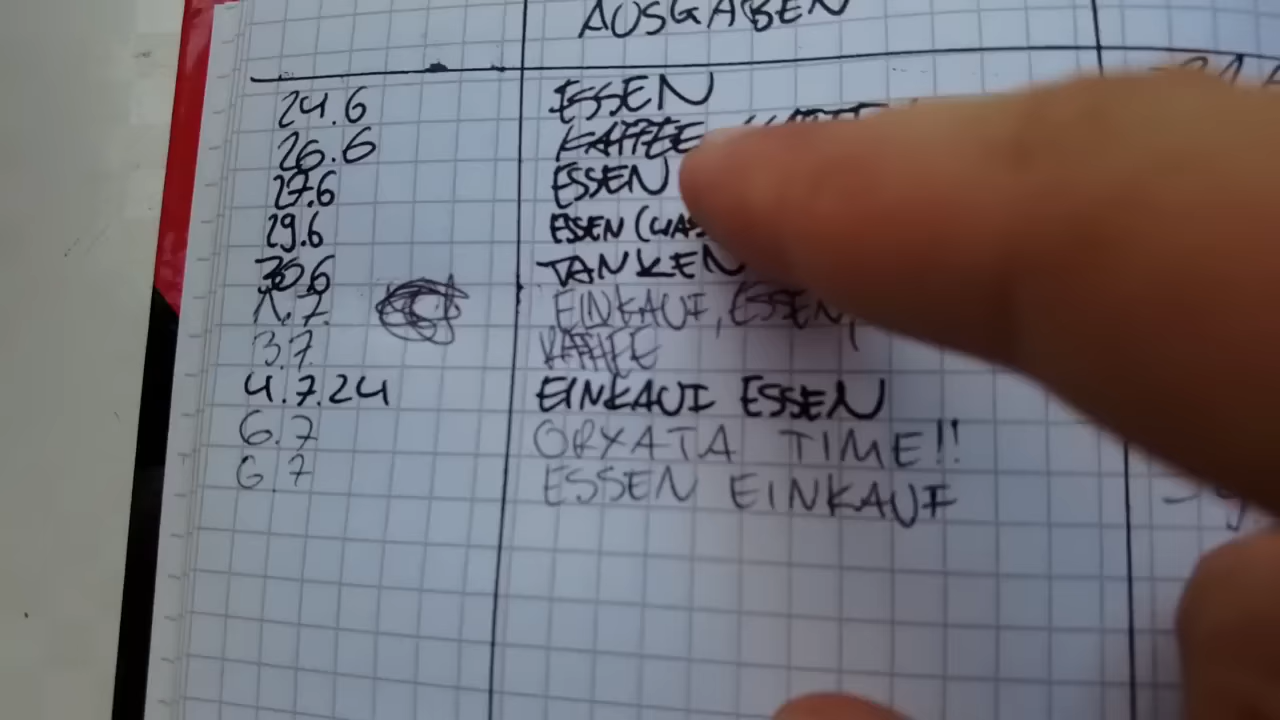 AUSGABEN
24.6 ESSEN
26.6 KAFFEE
27.6 ESSEN
29.6 ESSEN
30.6 TANKEN
1.7. EINKAUF, ESSEN,
3.7 KAFFEE
4.7.24 EINKAUF ESSEN
6.7 ORYATA TIME!!
6.7 ESSEN EINKAUF